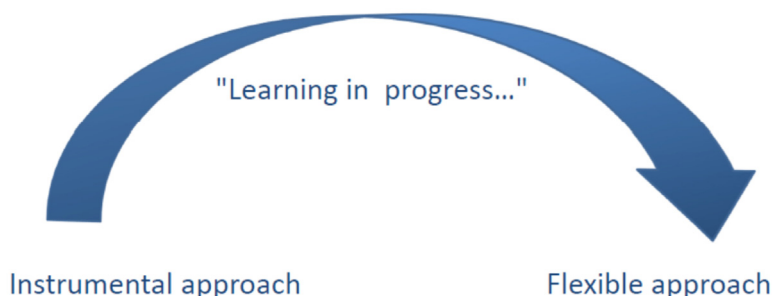 "Learning in  progress..."
Instrumental approach
Flexible approach